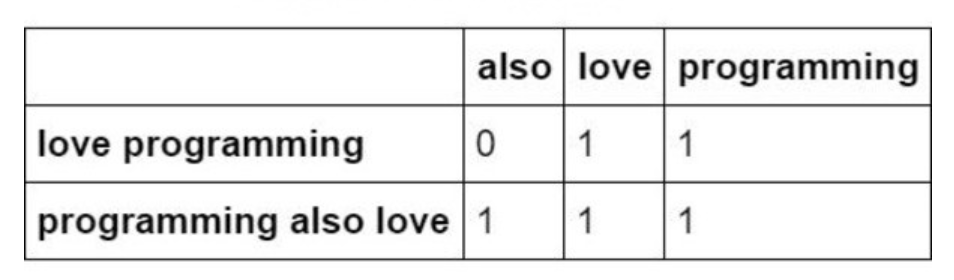 also love programming
love programming 0 1 1
programming also love 1 1 1